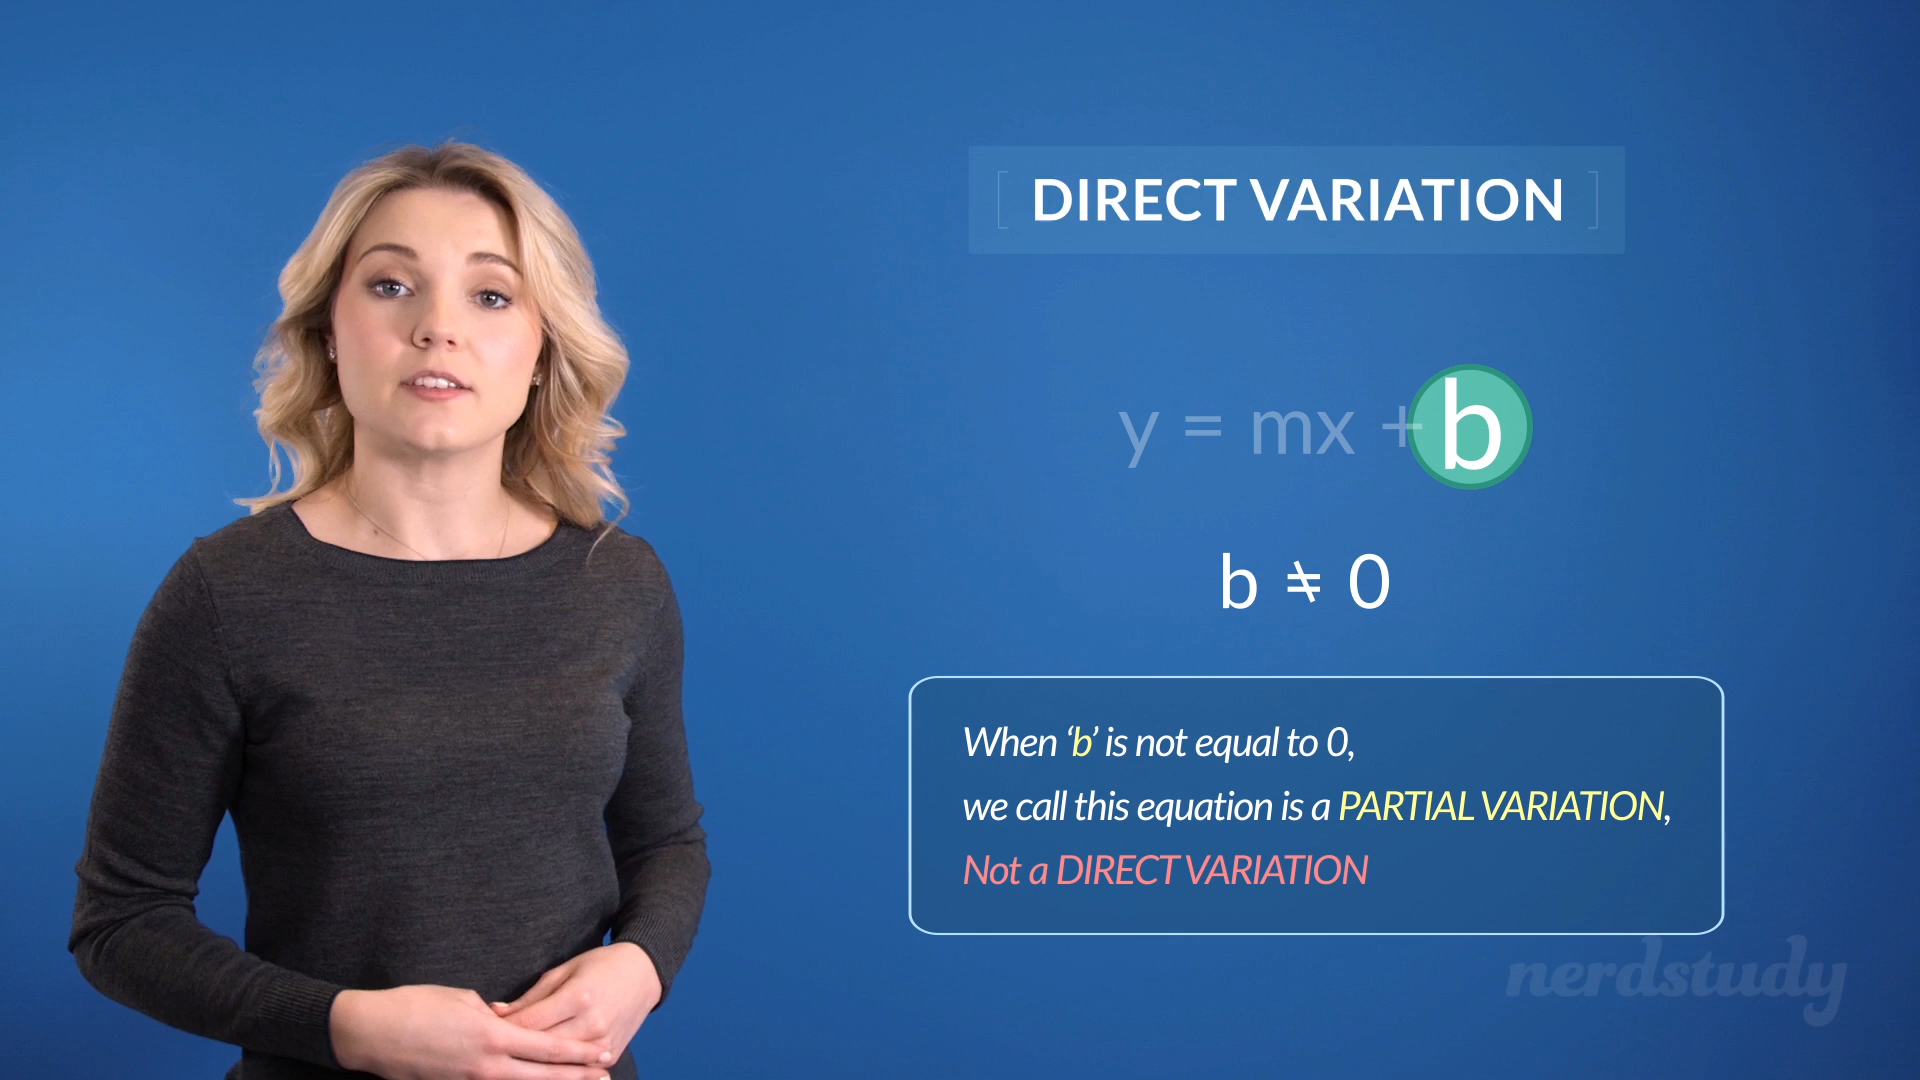 DIRECT VARIATION
y = mx + b
b ≠ 0
When ‘b’ is not equal to 0,
we call this equation is a PARTIAL VARIATION,
Not a DIRECT VARIATION
nerdstudy